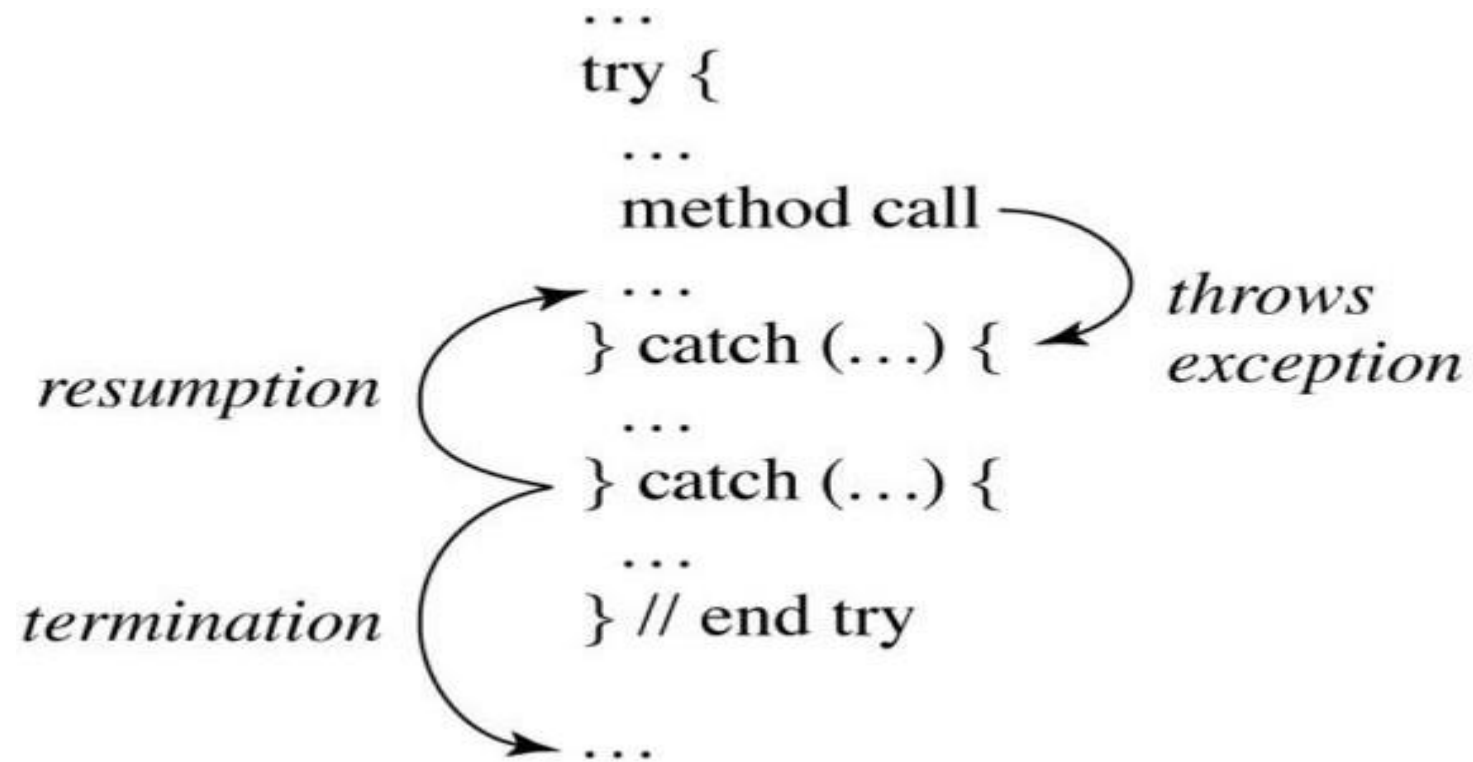 ...
try {
...
method call
...
throws
exception
} catch (...) {
resumption
...
} catch (...) {
...
termination
} // end try
...